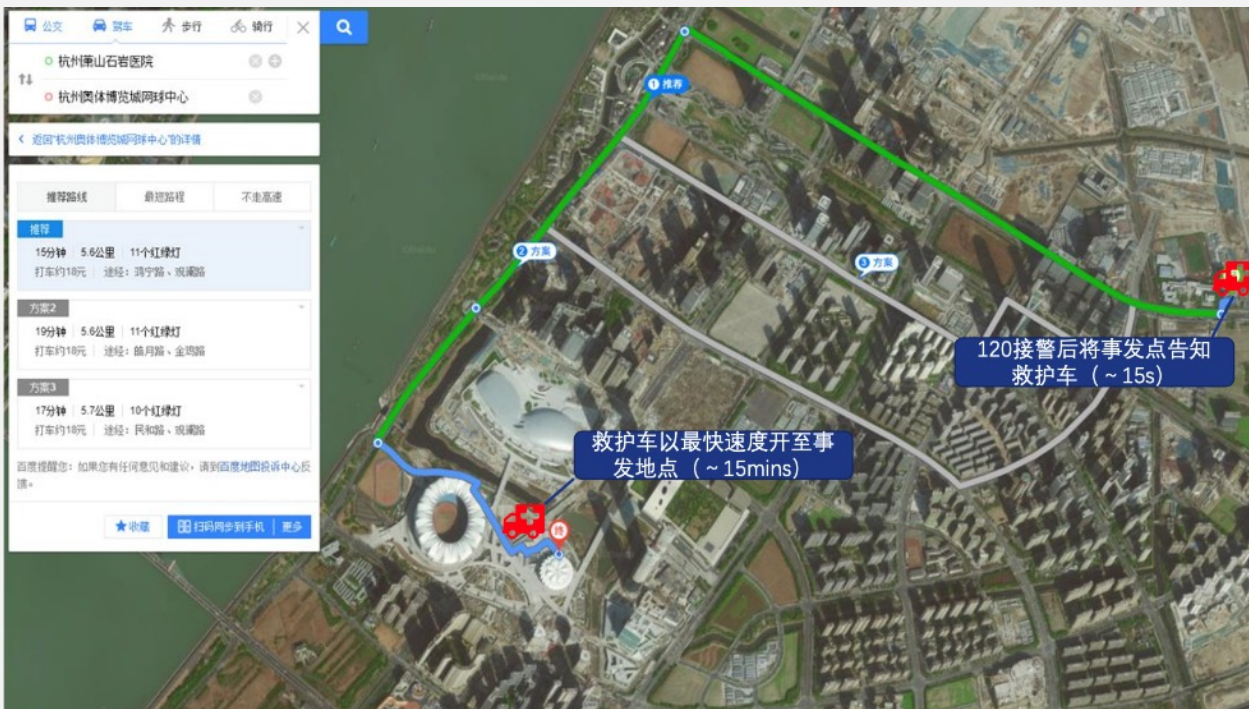 公交 驾车 步行 骑行
杭州萧山石岩医院
杭州奥体博览城网球中心
返回"杭州奥体博览城网球中心"的详情
推荐路线 最短路程 不走高速
推荐
15分钟 5.6公里 11个红绿灯
打车约18元 途经：鸿宁路、观澜路
方案2
19分钟 5.6公里 11个红绿灯
打车约18元 途经：皓月路、金鸡路
方案3
17分钟 5.7公里 10个红绿灯
打车约18元 途经：民和路、观澜路
百度提醒您：如果您有任何意见和建议，请到百度地图投诉中心反
馈。
收藏 扫码同步到手机 更多
1 推荐
2 方案
3 方案
120接警后将事发点告知
救护车（~15s）
救护车以最快速度开至事
发地点（~15mins）
终